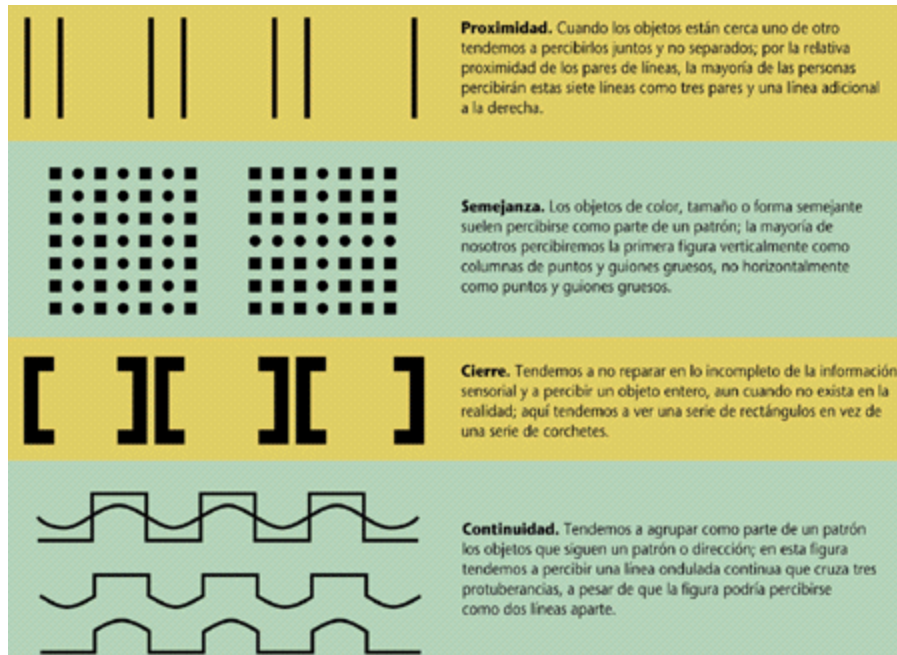 Proximidad. Cuando los objetos están cerca uno de otro
tendemos a percibirlos juntos y no separados; por la relativa
proximidad de los pares de líneas, la mayoría de las personas
percibirán estas siete líneas como tres pares y una línea adicional
a la derecha.
Semejanza. Los objetos de color, tamaño o forma semejante
suelen percibirse como parte de un patrón; la mayoría de
nosotros percibiremos la primera figura verticalmente como
columnas de puntos y guiones gruesos, no horizontalmente
como puntos y guiones gruesos.
Cierre. Tendemos a no reparar en lo incompleto de la información
sensorial y a percibir un objeto entero, aun cuando no exista en la
realidad; aquí tendemos a ver una serie de rectángulos en vez de
una serie de corchetes.
Continuidad. Tendemos a agrupar como parte de un patrón
los objetos que siguen un patrón o dirección; en esta figura
tendemos a percibir una línea ondulada continua que cruza tres
protuberancias, a pesar de que la figura podría percibirse
como dos líneas aparte.